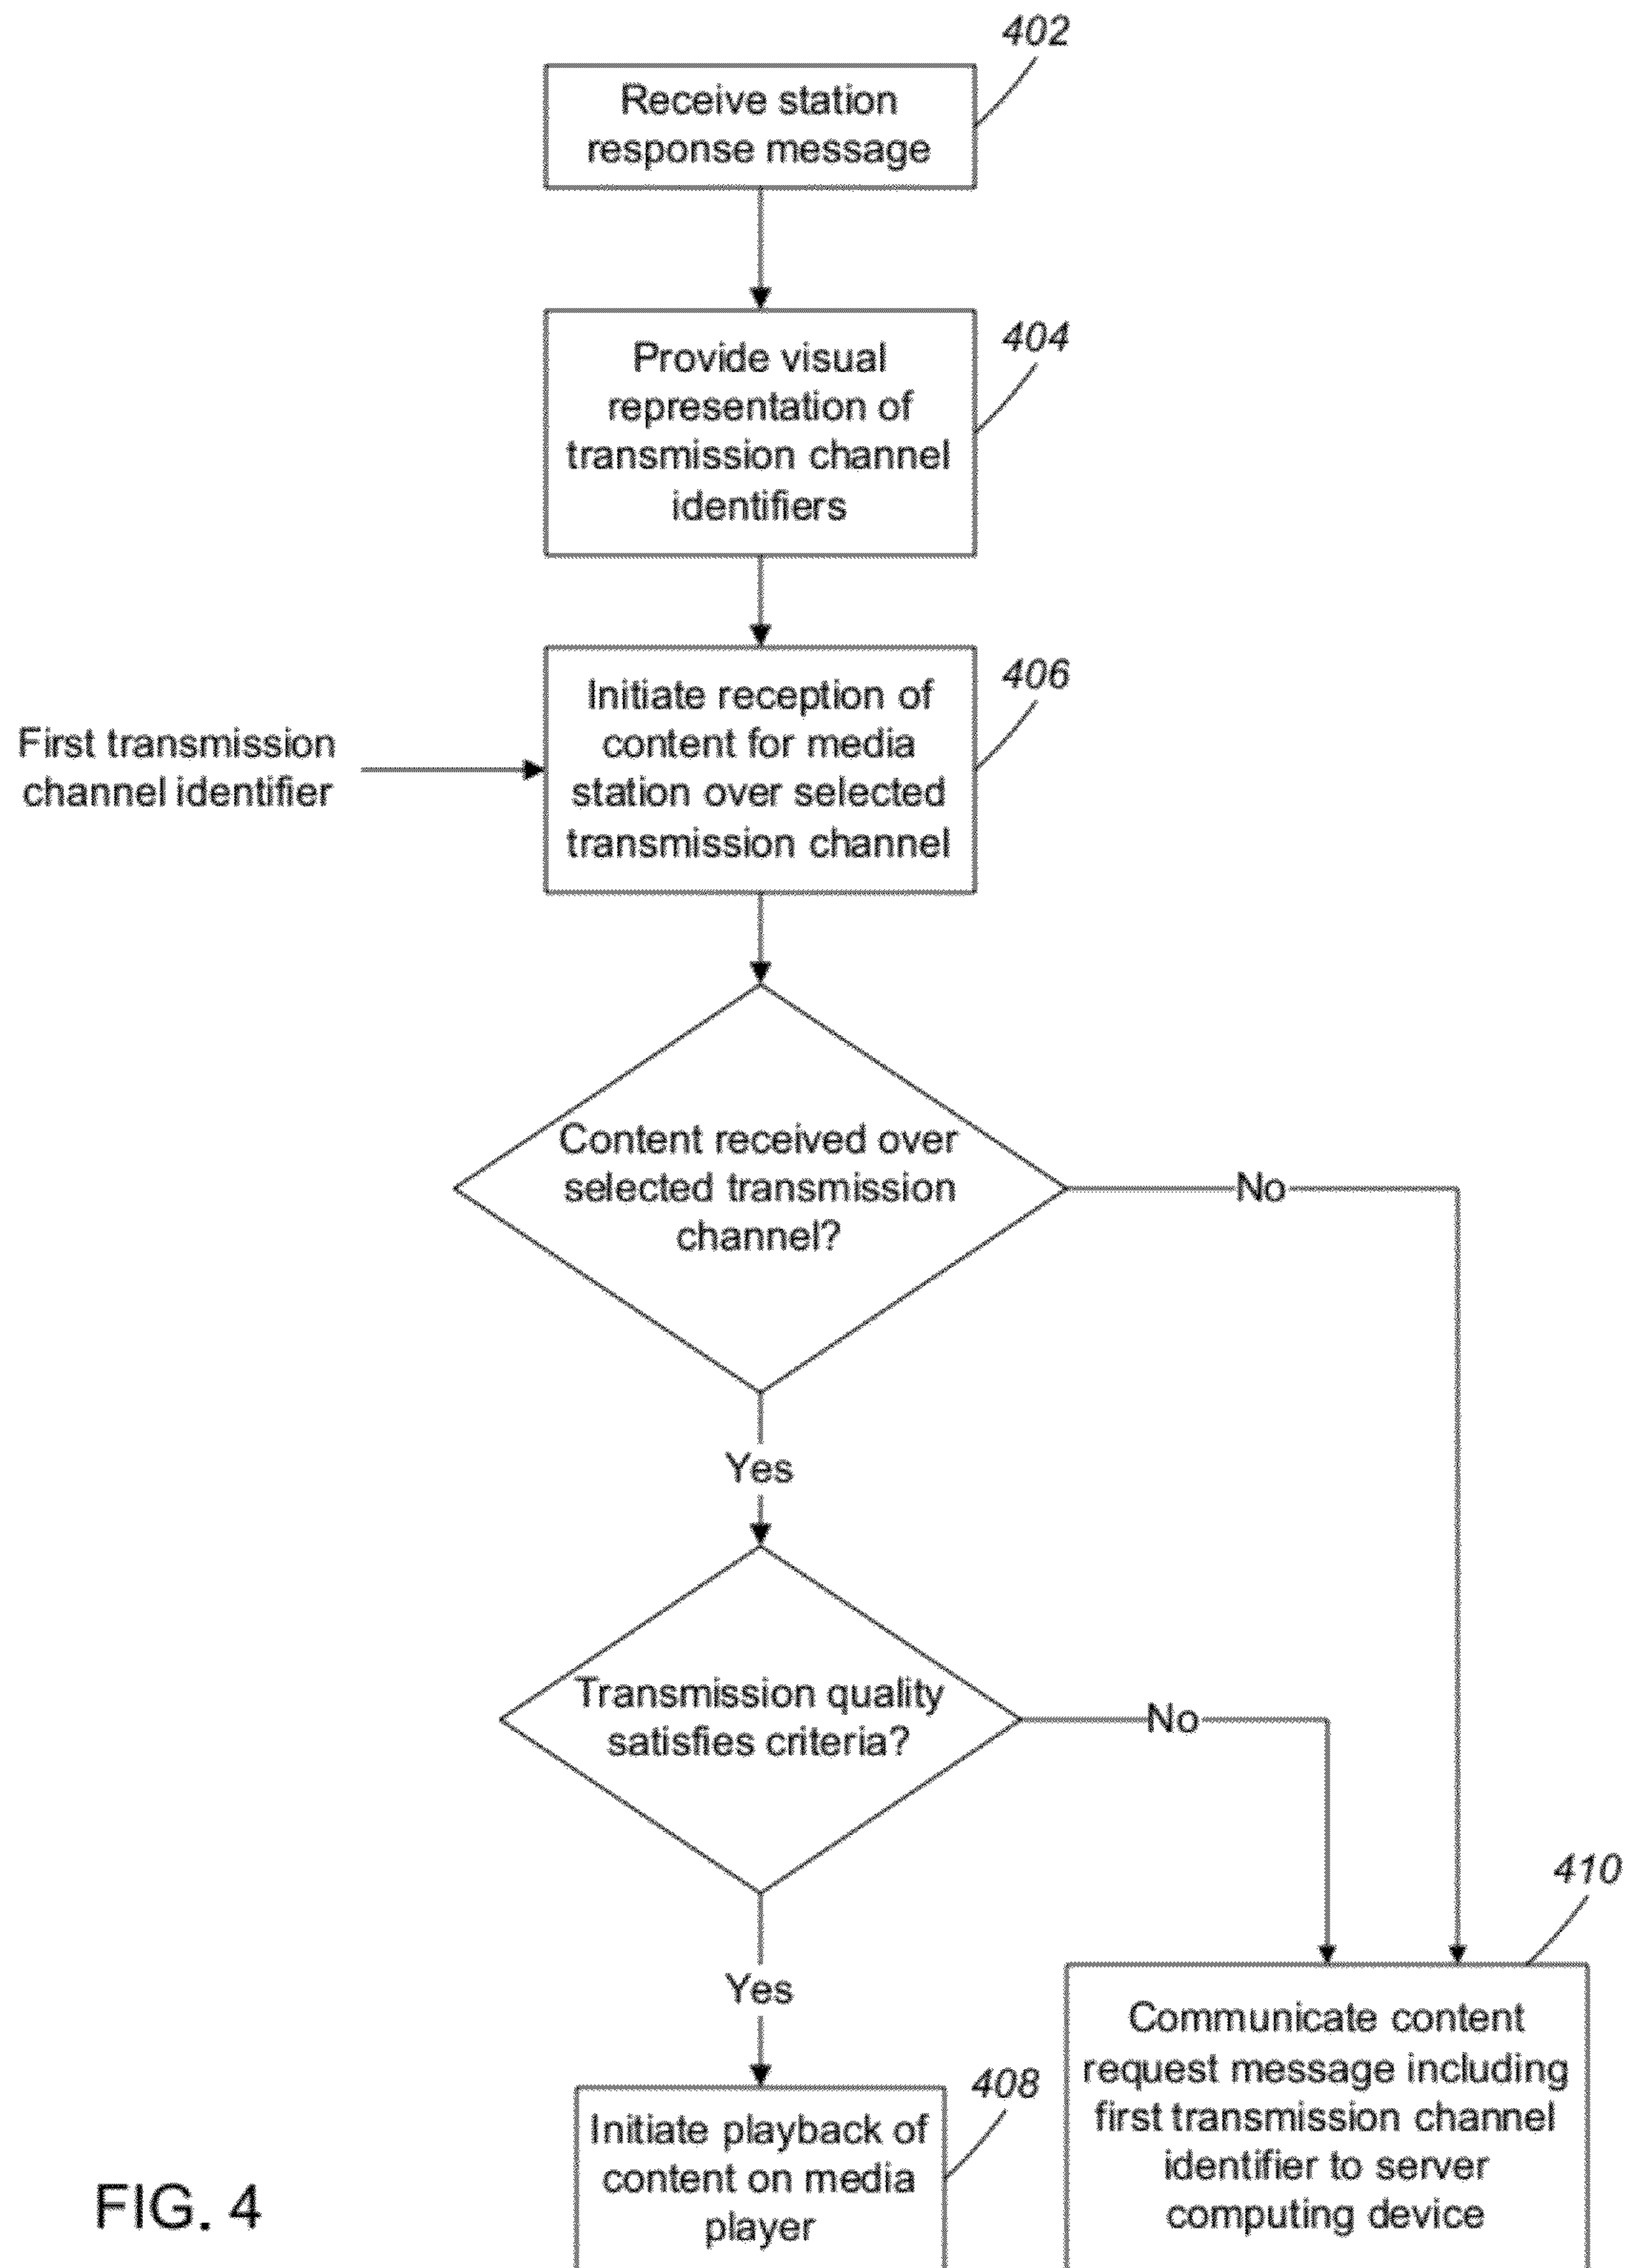 402
Receive station
response message
404
Provide visual
representation of
transmission channel
identifiers
406
Initiate reception of
content for media
station over selected
transmission channel
First transmission
channel identifier
Content received over
selected transmission
channel?
No
Yes
Transmission quality
satisfies criteria?
No
Yes
410
Communicate content
request message including
first transmission channel
identifier to server
computing device
408
Initiate playback of
content on media
player
FIG. 4